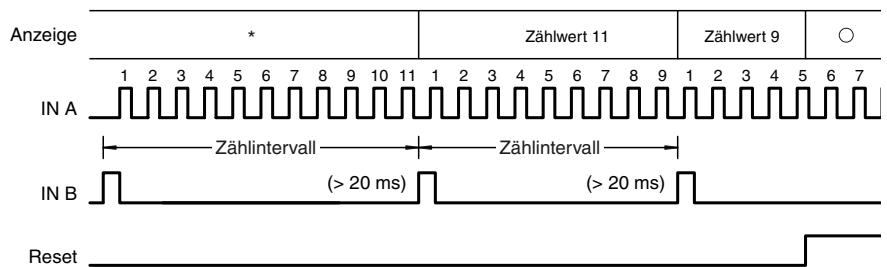 Anzeige * Zählwert 11 Zählwert 9 ○
1 2 3 4 5 6 7 8 9 10 11 1 2 3 4 5 6 7 8 9 1 2 3 4 5 6 7
IN A
Zählintervall Zählintervall
IN B (> 20 ms) (> 20 ms)
Reset